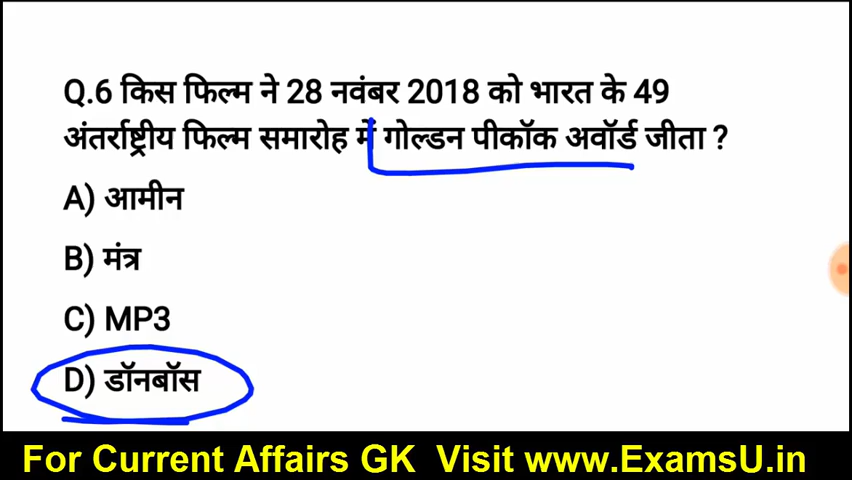 Q.6 किस फिल्म ने 28 नवंबर 2018 को भारत के 49
अंतर्राष्ट्रीय फिल्म समारोह में गोल्डन पीकॉक अवॉर्ड जीता ?
A) आमीन
B) मंत्र
C) MP3
D) डॉनबॉस
For Current Affairs GK Visit www.ExamsU.in